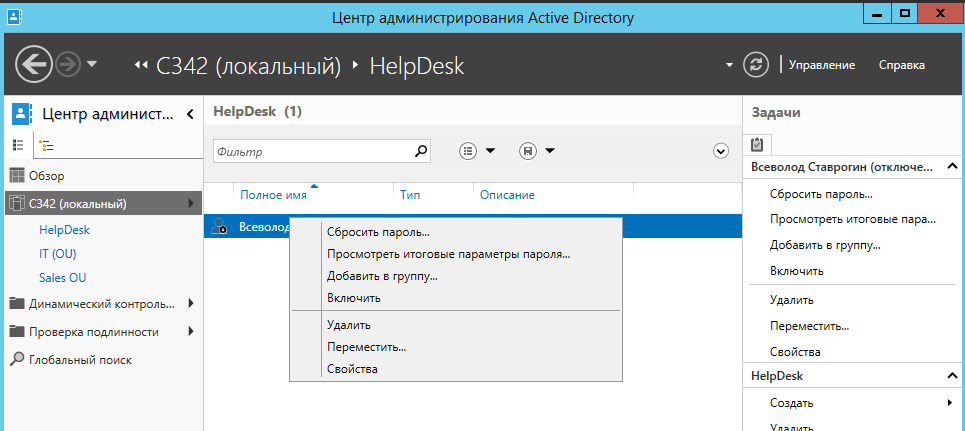 Центр администрирования Active Directory
C342 (локальный) HelpDesk
Управление
Справка
Центр админист...
Обзор
C342 (локальный)
HelpDesk
IT (OU)
Sales OU
Динамический контроль...
Проверка подлинности
Глобальный поиск
HelpDesk (1)
Фильтр
Полное имя Тип Описание
Всеволод
Сбросить пароль...
Просмотреть итоговые параметры пароля...
Добавить в группу...
Включить
Удалить
Переместить...
Свойства
Задачи
Всеволод Ставрогин (отключе...
Сбросить пароль...
Просмотреть итоговые пара...
Добавить в группу...
Включить
Удалить
Переместить...
Свойства
HelpDesk
Создать
Удалить